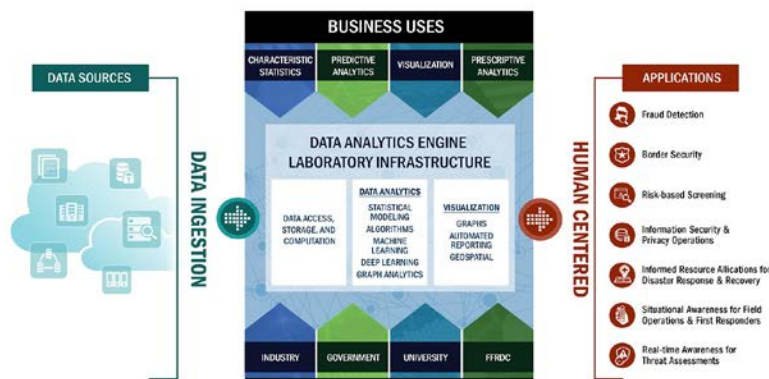 BUSINESS USES
CHARACTERISTIC
STATISTICS
PREDICTIVE
ANALYTICS
VISUALIZATION
PRESCRIPTIVE
ANALYTICS
DATA SOURCES
DATA INGESTION
DATA ANALYTICS ENGINE
LABORATORY INFRASTRUCTURE
DATA ACCESS,
STORAGE, AND
COMPUTATION
DATA ANALYTICS
STATISTICAL
MODELING
ALGORITHMS
MACHINE
LEARNING
DEEP LEARNING
GRAPH ANALYTICS
VISUALIZATION
GRAPHS
AUTOMATED
REPORTING
GEOSPATIAL
INDUSTRY
GOVERNMENT
UNIVERSITY
FFRDC
HUMAN CENTERED
APPLICATIONS
Fraud Detection
Border Security
Risk-based Screening
Information Security &
Privacy Operations
Informed Resource Allications for
Disaster Response & Recovery
Situational Awareness for Field
Operations & First Responders
Real-time Awareness for
Threat Assessments